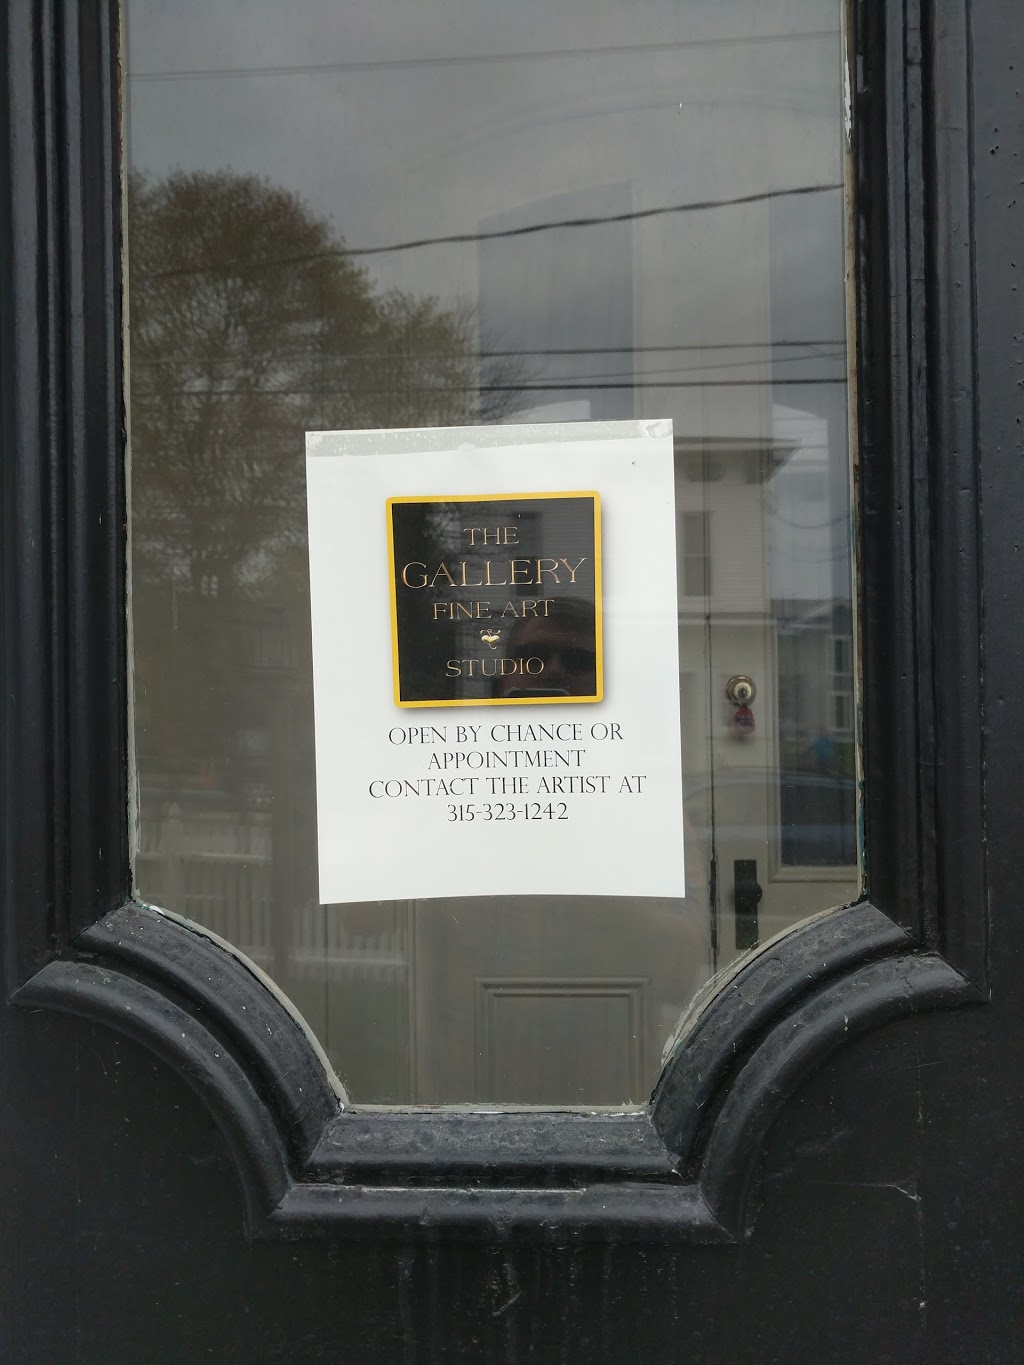 THE
GALLERY
FINE ART
STUDIO
OPEN BY CHANCE OR
APPOINTMENT
CONTACT THE ARTIST AT
315-323-1242